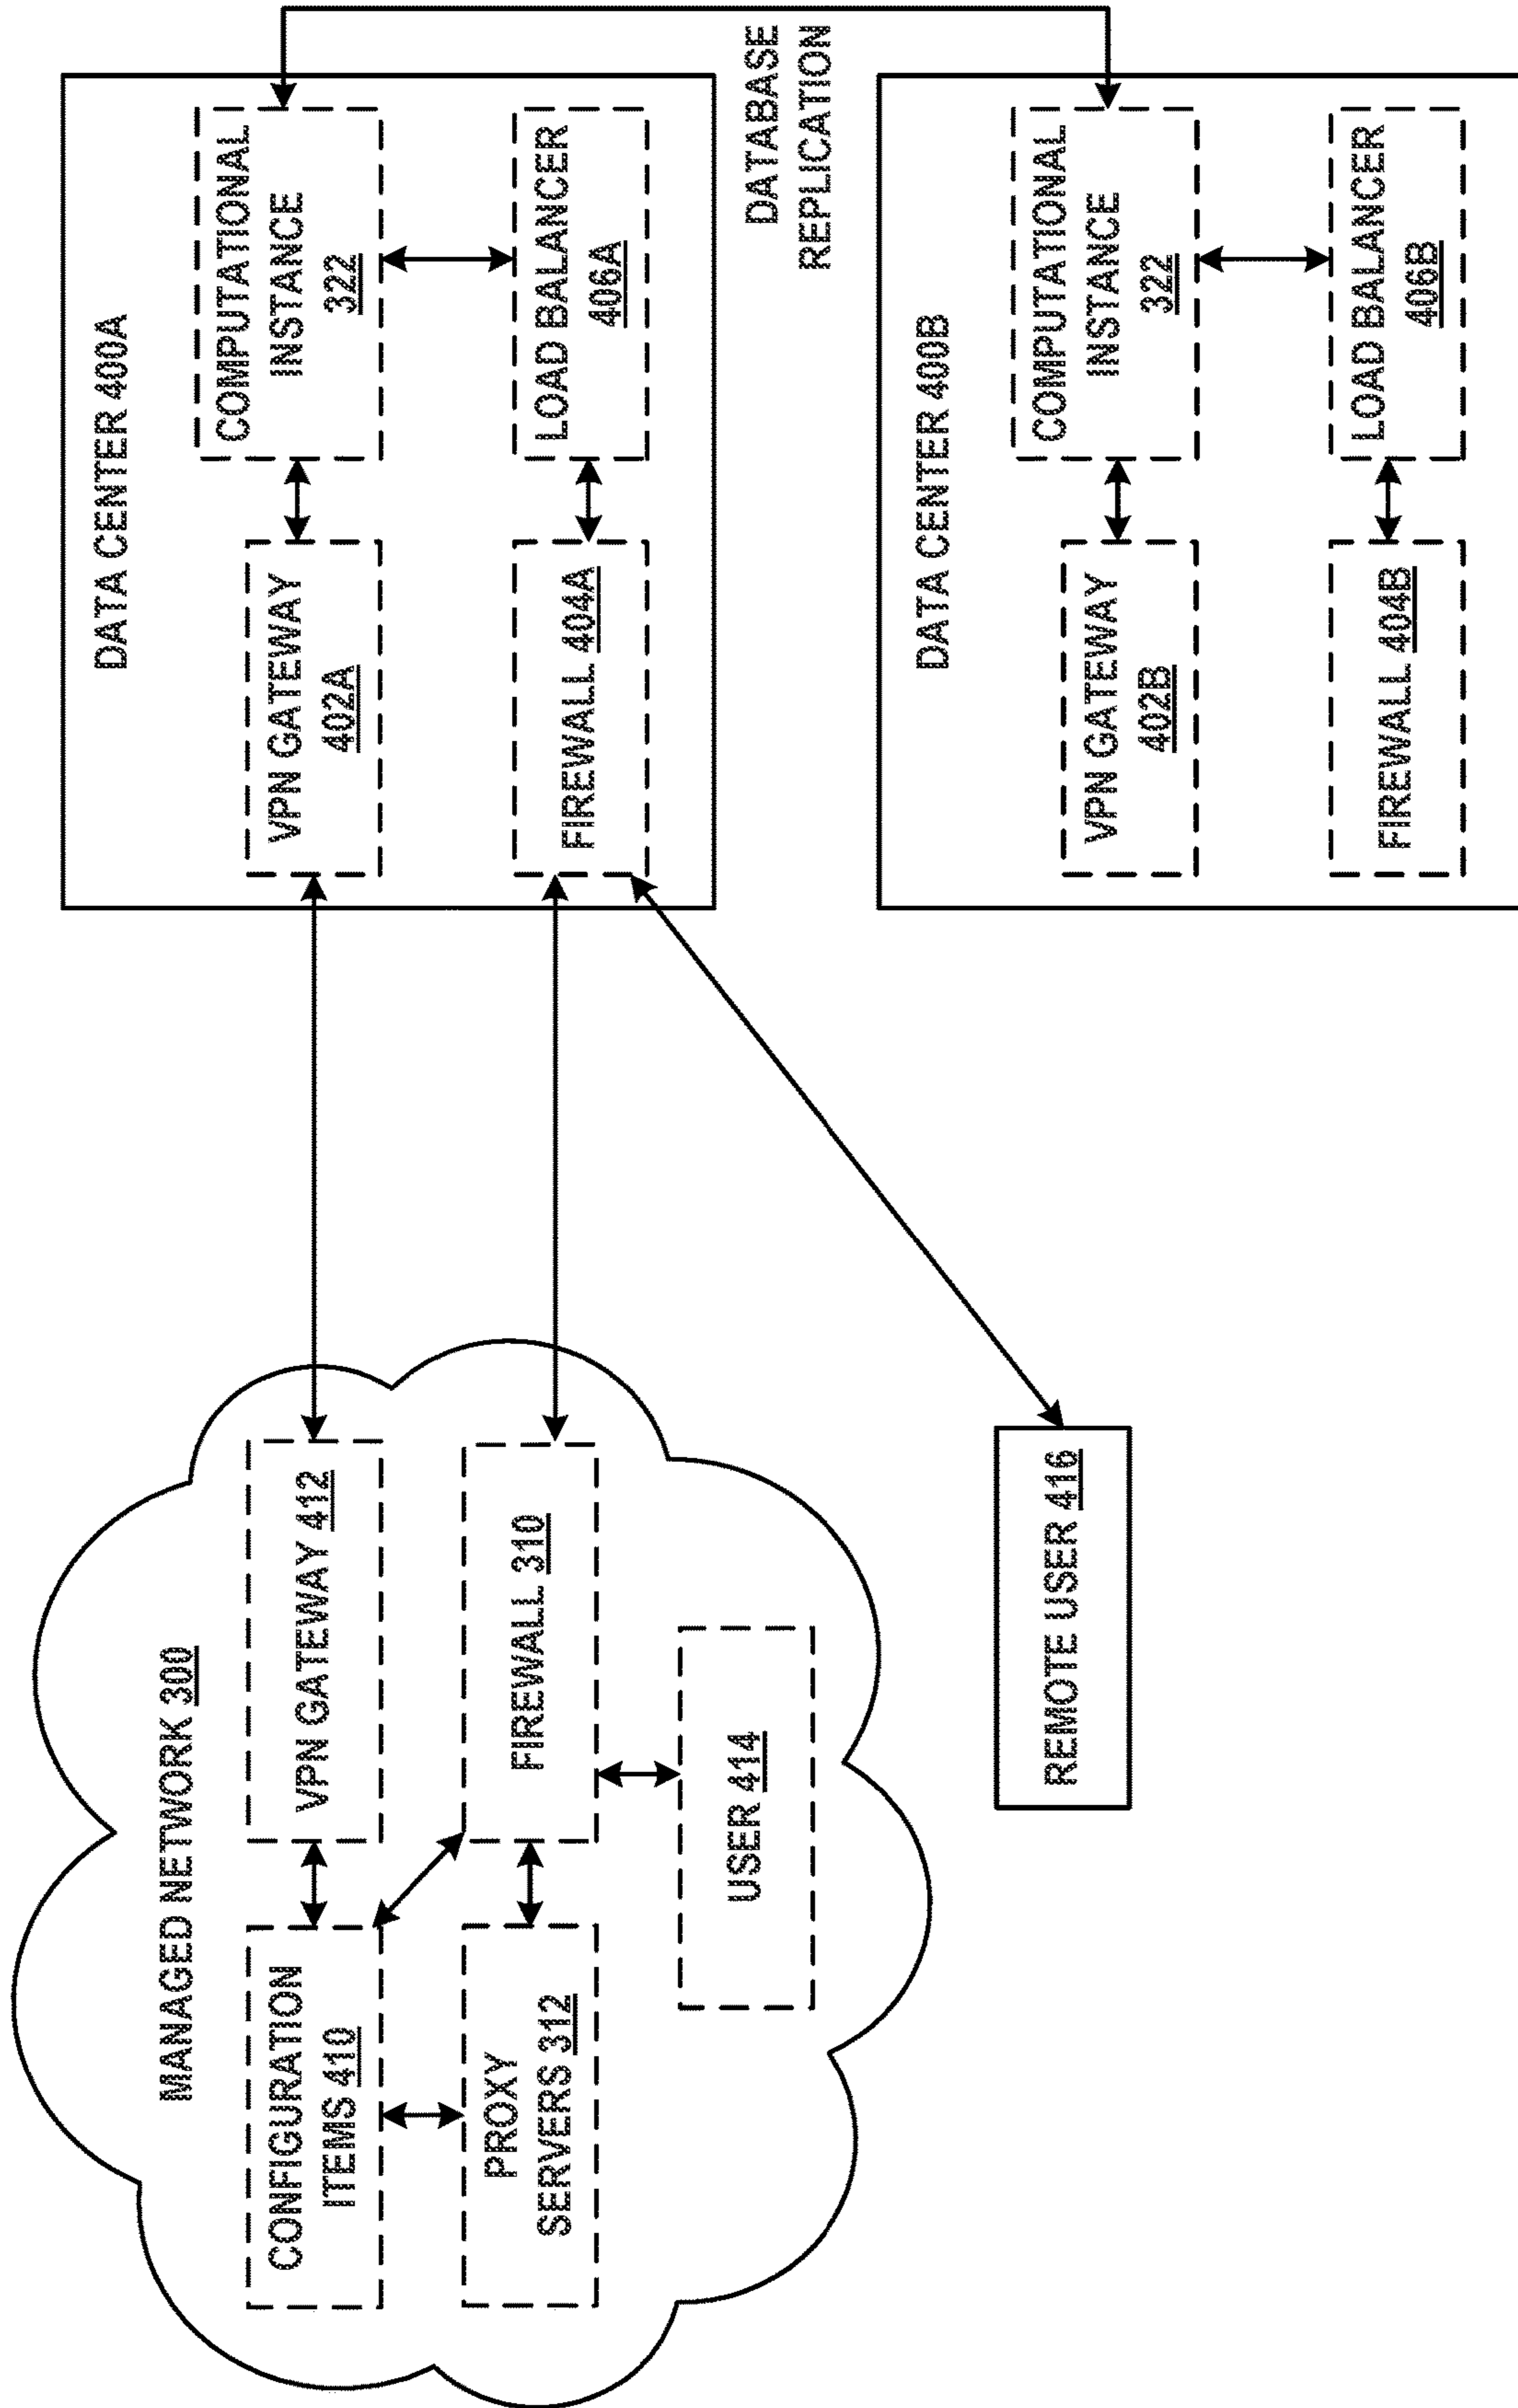 MANAGED NETWORK 300
CONFIGURATION
ITEMS 410
VPN GATEWAY 412
PROXY
SERVERS 312
FIREWALL 310
USER 414
REMOTE USER 416
DATA CENTER 400A
VPN GATEWAY
402A
COMPUTATIONAL
INSTANCE
322
FIREWALL 404A
LOAD BALANCER
406A
DATABASE
REPLICATION
DATA CENTER 400B
VPN GATEWAY
402B
COMPUTATIONAL
INSTANCE
322
FIREWALL 404B
LOAD BALANCER
406B